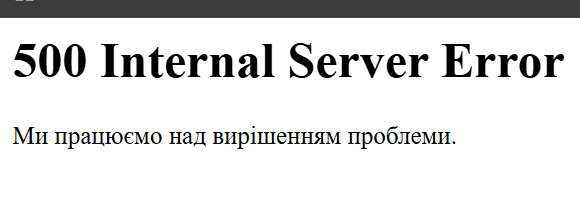 500 Internal Server Error
Ми працюємо над вирішенням проблеми.